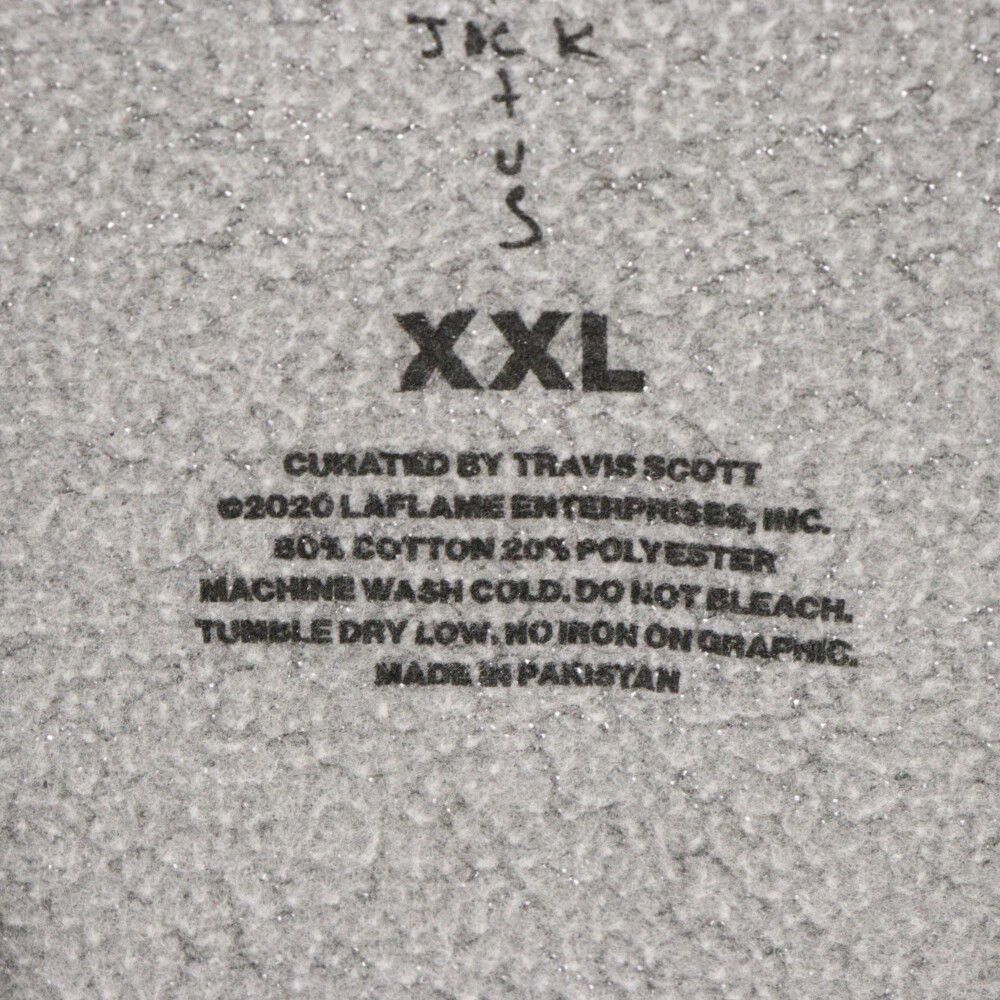 JACK
T
U
S
XXL
CURATED BY TRAVIS SCOTT
©2020 LAFLAME ENTERPRISES, INC.
80% COTTON 20% POLYESTER
MACHINE WASH COLD. DO NOT BLEACH.
TUMBLE DRY LOW. NO IRON ON GRAPHIC.
MADE IN PAKISTAN